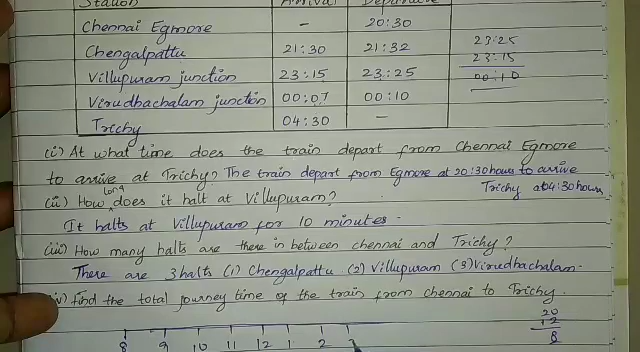 Station Arrival Departure
Chennai Egmore - 20:30
Chengalpattu 21:30 21:32
Villupuram junction 23:15 23:25
Virudhachalam junction 00:07 00:10
Trichy 04:30 -
23:25
23:15
00:10
(i) At what time does the train depart from Chennai Egmore
to arrive at Trichy? The train depart from Egmore at 20:30 hours to arrive
Trichy at 04:30 hours
(ii) How long does it halt at Villupuram?
It halts at Villupuram for 10 minutes.
(iii) How many halts are there in between chennai and Trichy?
There are 3 halts (1) Chengalpattu (2) Villupuram (3) Virudhachalam.
(iv) find the total journey time of the train from chennai to Trichy.
20
12
8
8 9 10 11 12 1 2